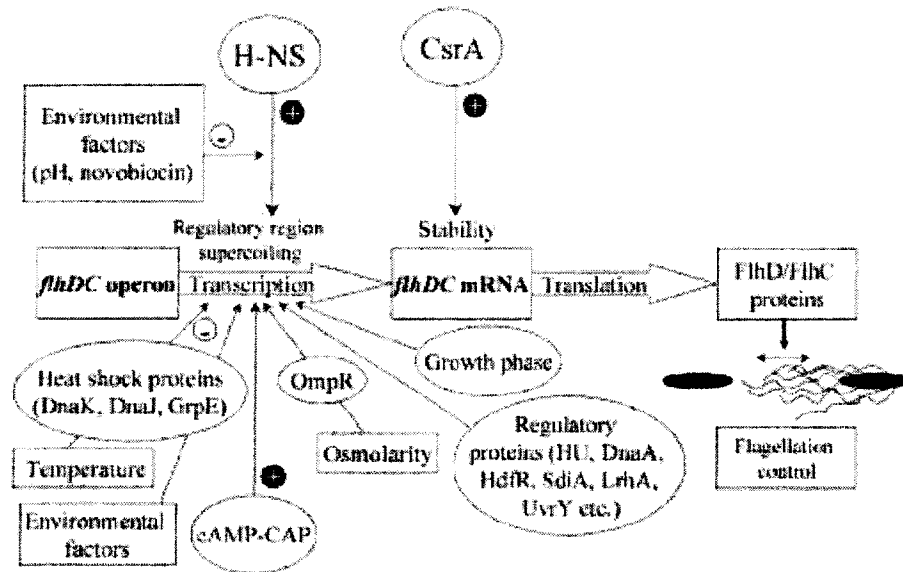 H-NS
+
CsrA
+
Environmental
factors
(pH, novobiocin)
-
Regulatory region
supercoiling
Stability
flhDC operon
Transcription
flhDC mRNA
Translation
FlhD/FlhC
proteins
-
Heat shock proteins
(DnaK, DnaJ, GrpE)
OmpR
Growth phase
Temperature
Osmolarity
Regulatory
proteins (HU, DnaA,
HdfR, SdiA, LrhA,
UvrY etc.)
Flagellation
control
Environmental
factors
+
cAMP-CAP